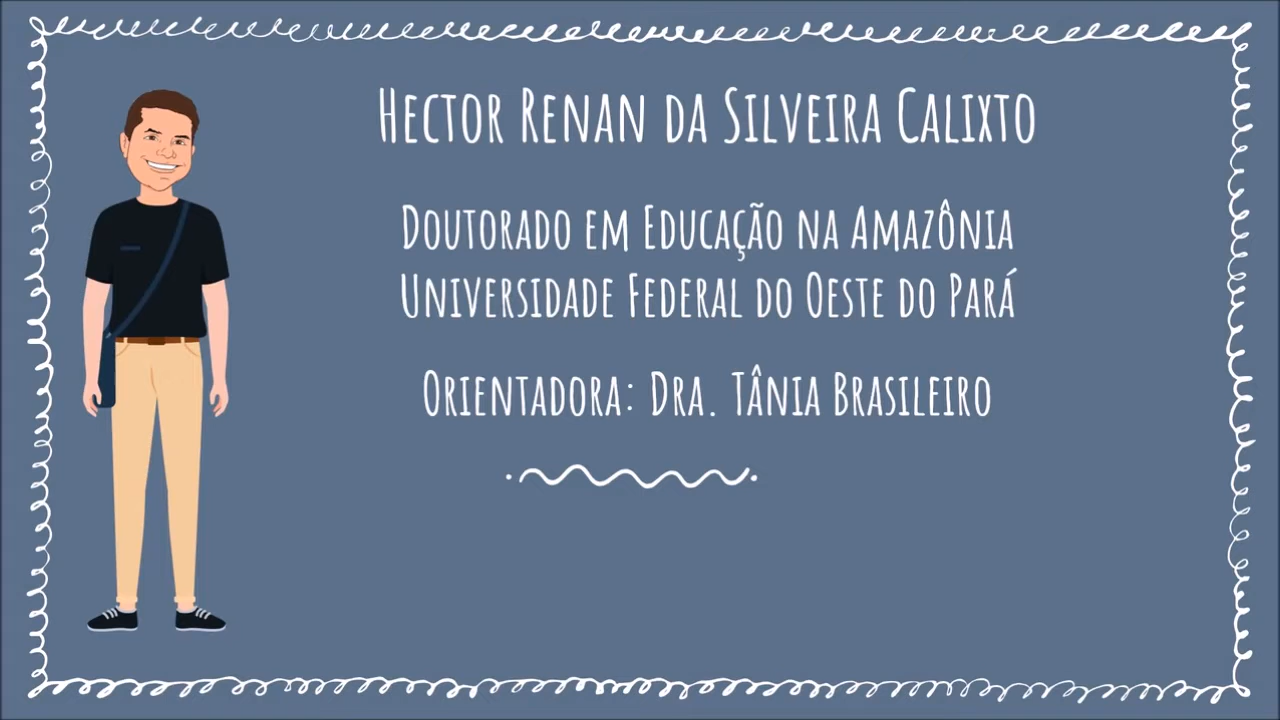 Hector Renan da Silveira Calixto
Doutorado em Educação na Amazônia
Universidade Federal do Oeste do Pará
Orientadora: Dra. Tânia Brasileiro